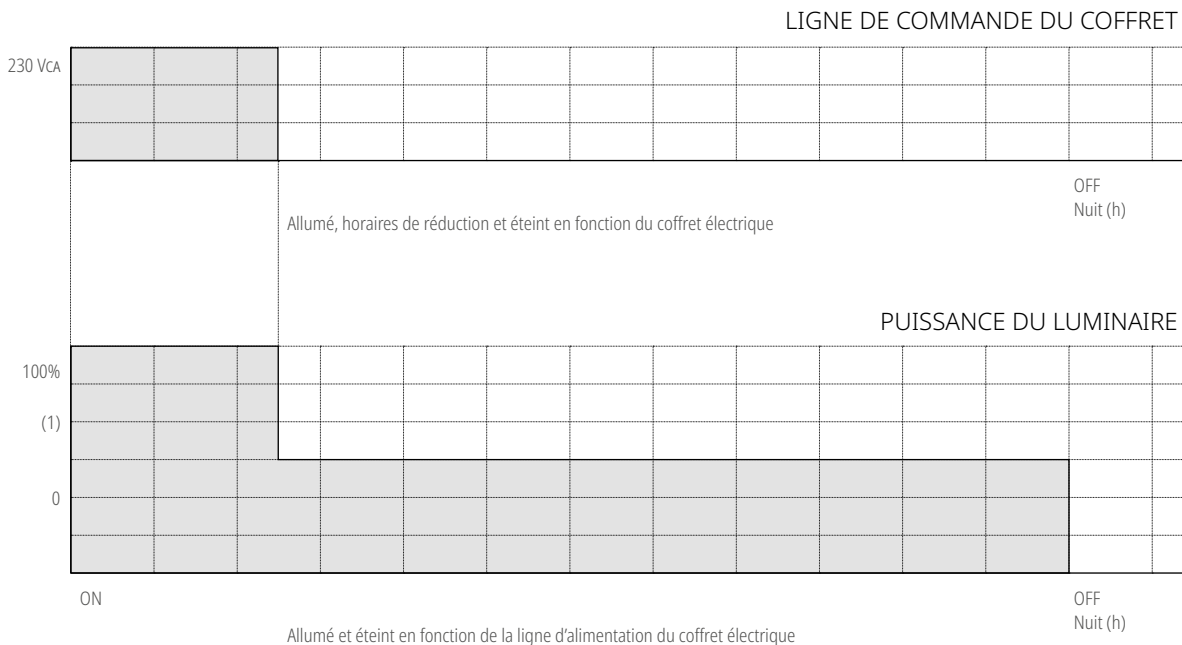 LIGNE DE COMMANDE DU COFFRET
230 VCA
OFF
Nuit (h)
Allumé, horaires de réduction et éteint en fonction du coffret électrique
PUISSANCE DU LUMINAIRE
100%
(1)
0
ON
OFF
Nuit (h)
Allumé et éteint en fonction de la ligne d'alimentation du coffret électrique